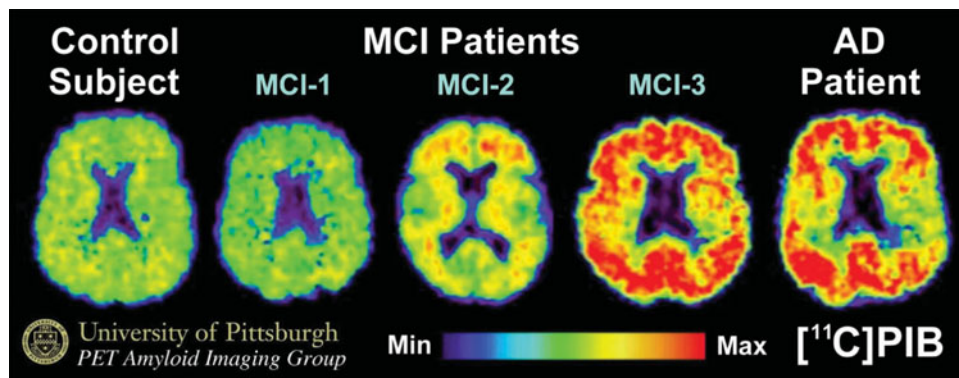 Control
Subject
MCI Patients
MCI-1
MCI-2
MCI-3
AD
Patient
University of Pittsburgh
PET Amyloid Imaging Group
Min
Max
[¹¹C]PIB